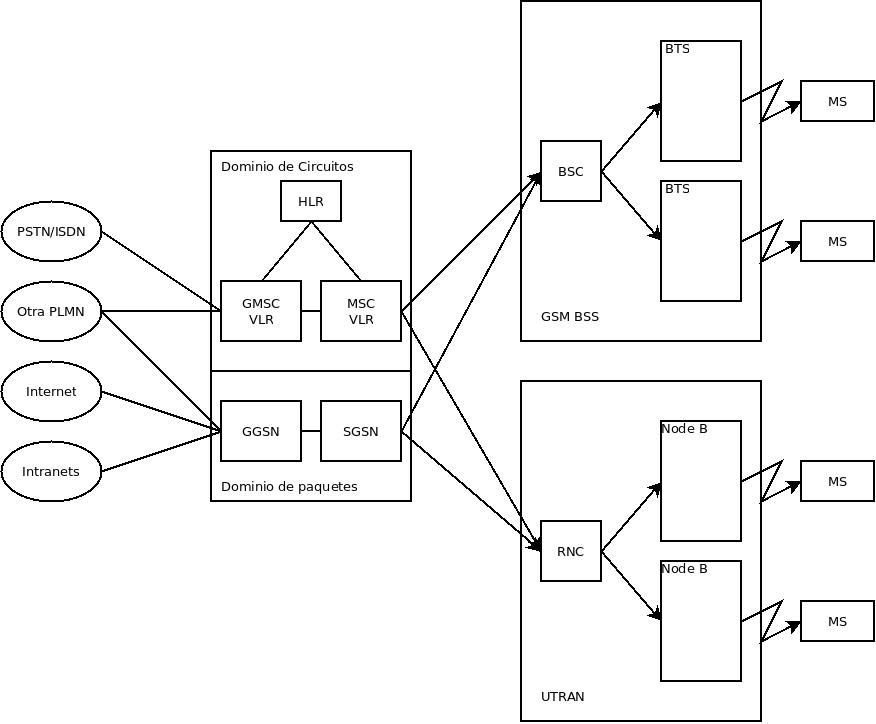 PSTN/ISDN
Otra PLMN
Internet
Intranets
Dominio de Circuitos
HLR
GMSC
VLR
MSC
VLR
GGSN
SGSN
Dominio de paquetes
BTS
BSC
BTS
GSM BSS
MS
MS
Node B
RNC
Node B
UTRAN
MS
MS